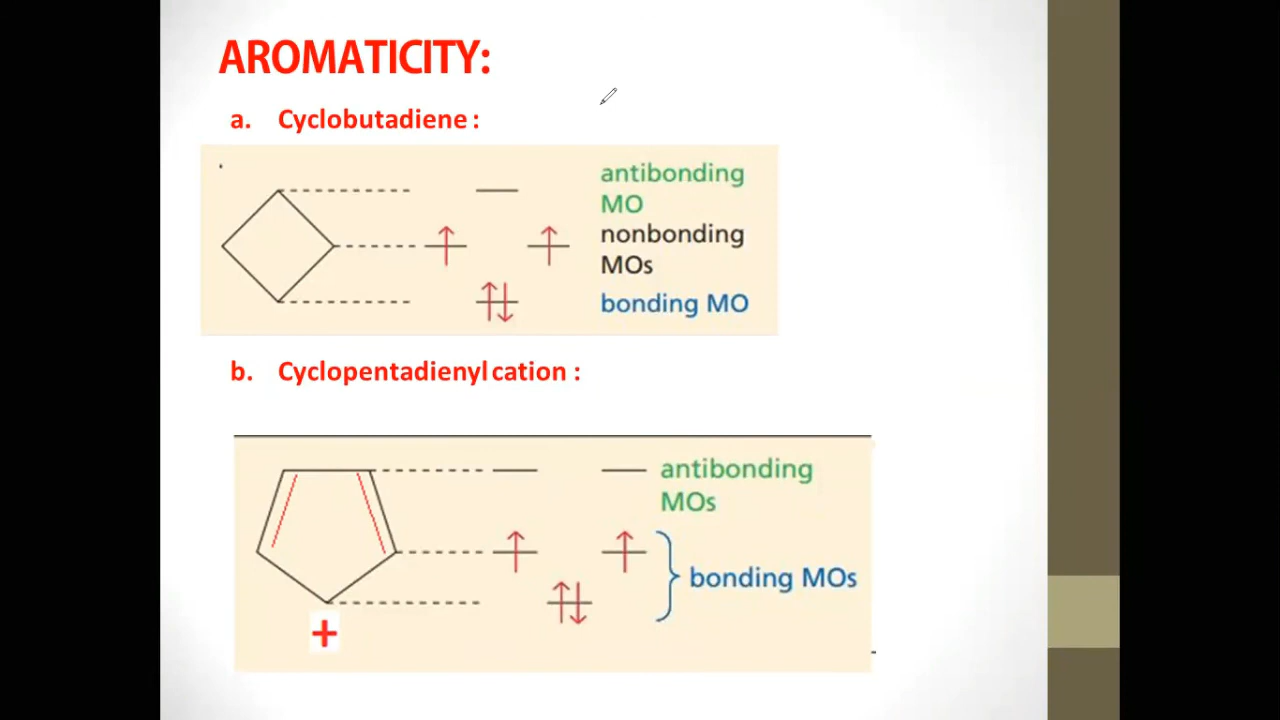 AROMATICITY:
a. Cyclobutadiene :
antibonding
MO
nonbonding
MOs
bonding MO
b. Cyclopentadienyl cation :
antibonding
MOs
bonding MOs
+